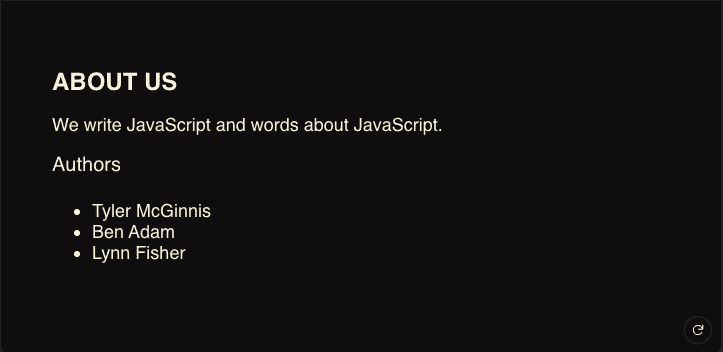 ABOUT US
We write JavaScript and words about JavaScript.
Authors
Tyler McGinnis
Ben Adam
Lynn Fisher